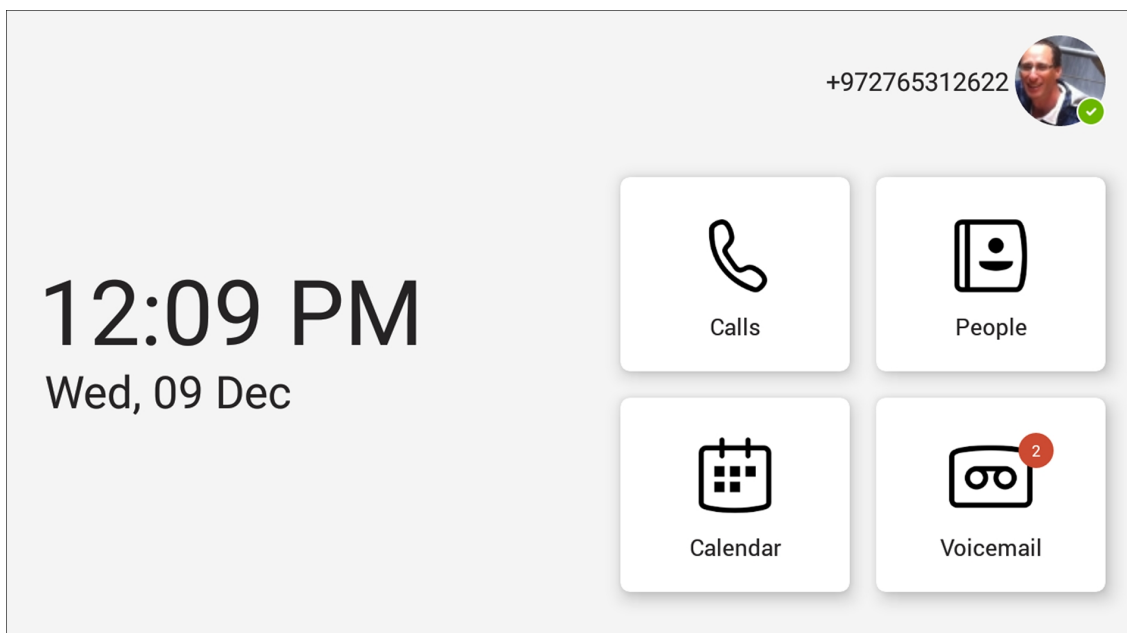 +972765312622
12:09 PM
Wed, 09 Dec
Calls
People
Calendar
2
Voicemail